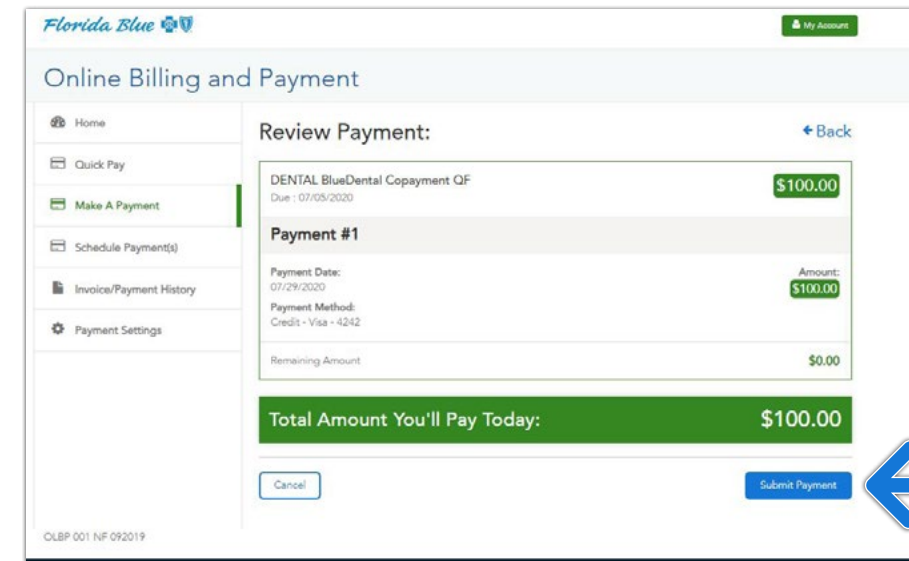 Florida Blue
My Account
Online Billing and Payment
Home
Quick Pay
Make A Payment
Schedule Payment(s)
Invoice/Payment History
Payment Settings
Review Payment:
Back
DENTAL BlueDental Copayment QF
$100.00
Due : 07/05/2020
Payment #1
Payment Date:
Amount:
07/29/2020
$100.00
Payment Method:
Credit - Visa - 4242
Remaining Amount
$0.00
Total Amount You'll Pay Today:
$100.00
Cancel
Submit Payment
OLBP 001 NF 092019